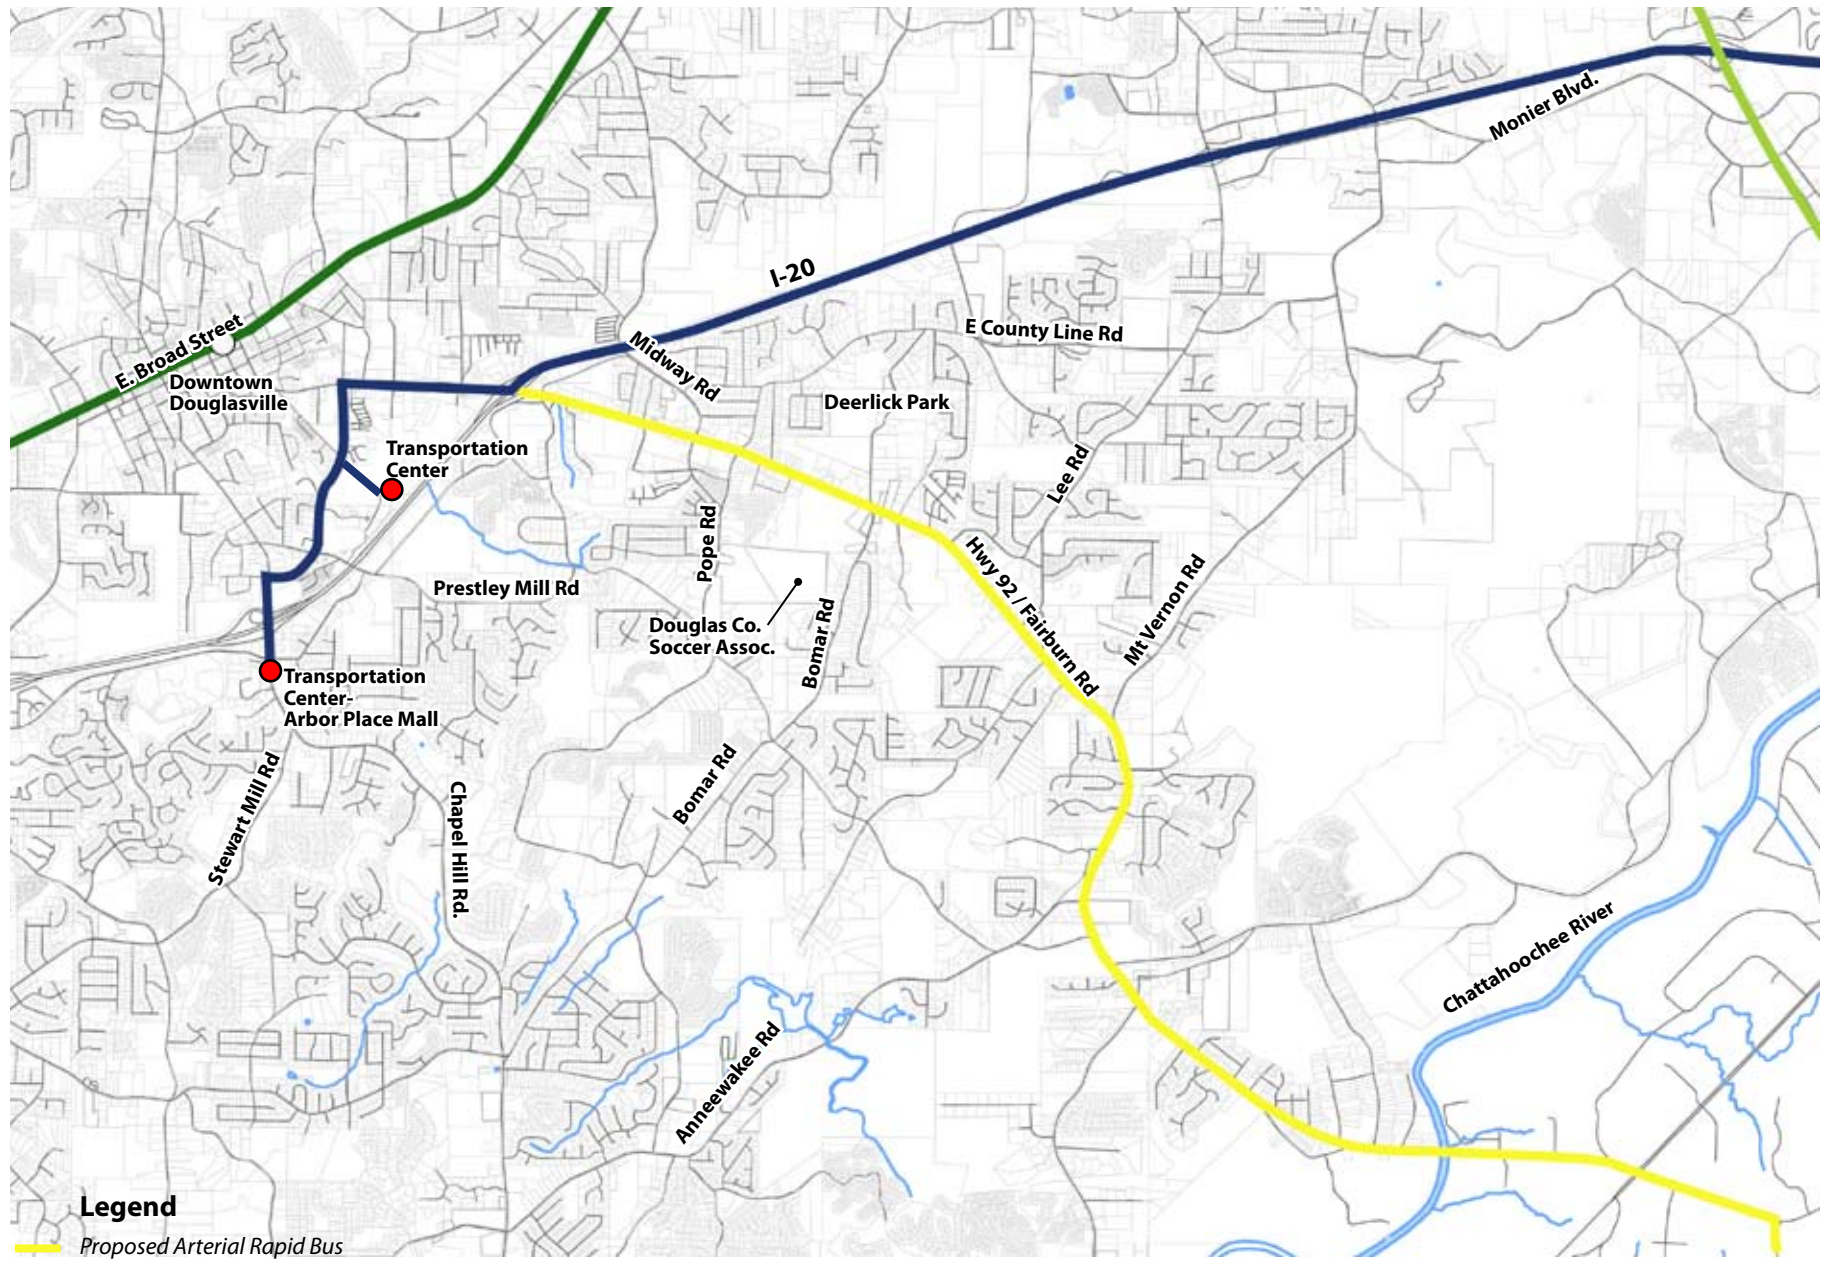 Monier Blvd.
I-20
E County Line Rd
E. Broad Street
Midway Rd
Downtown
Douglasville
Deerlick Park
Transportation
Center
Lee Rd
Pope Rd
Prestley Mill Rd
Hwy 92 / Fairburn Rd
Mt Vernon Rd
Douglas Co.
Soccer Assoc.
Bomar Rd
Transportation
Center-
Arbor Place Mall
Stewart Mill Rd
Chapel Hill Rd.
Bomar Rd
Chattahoochee River
Anneewakee Rd
Legend
Proposed Arterial Rapid Bus